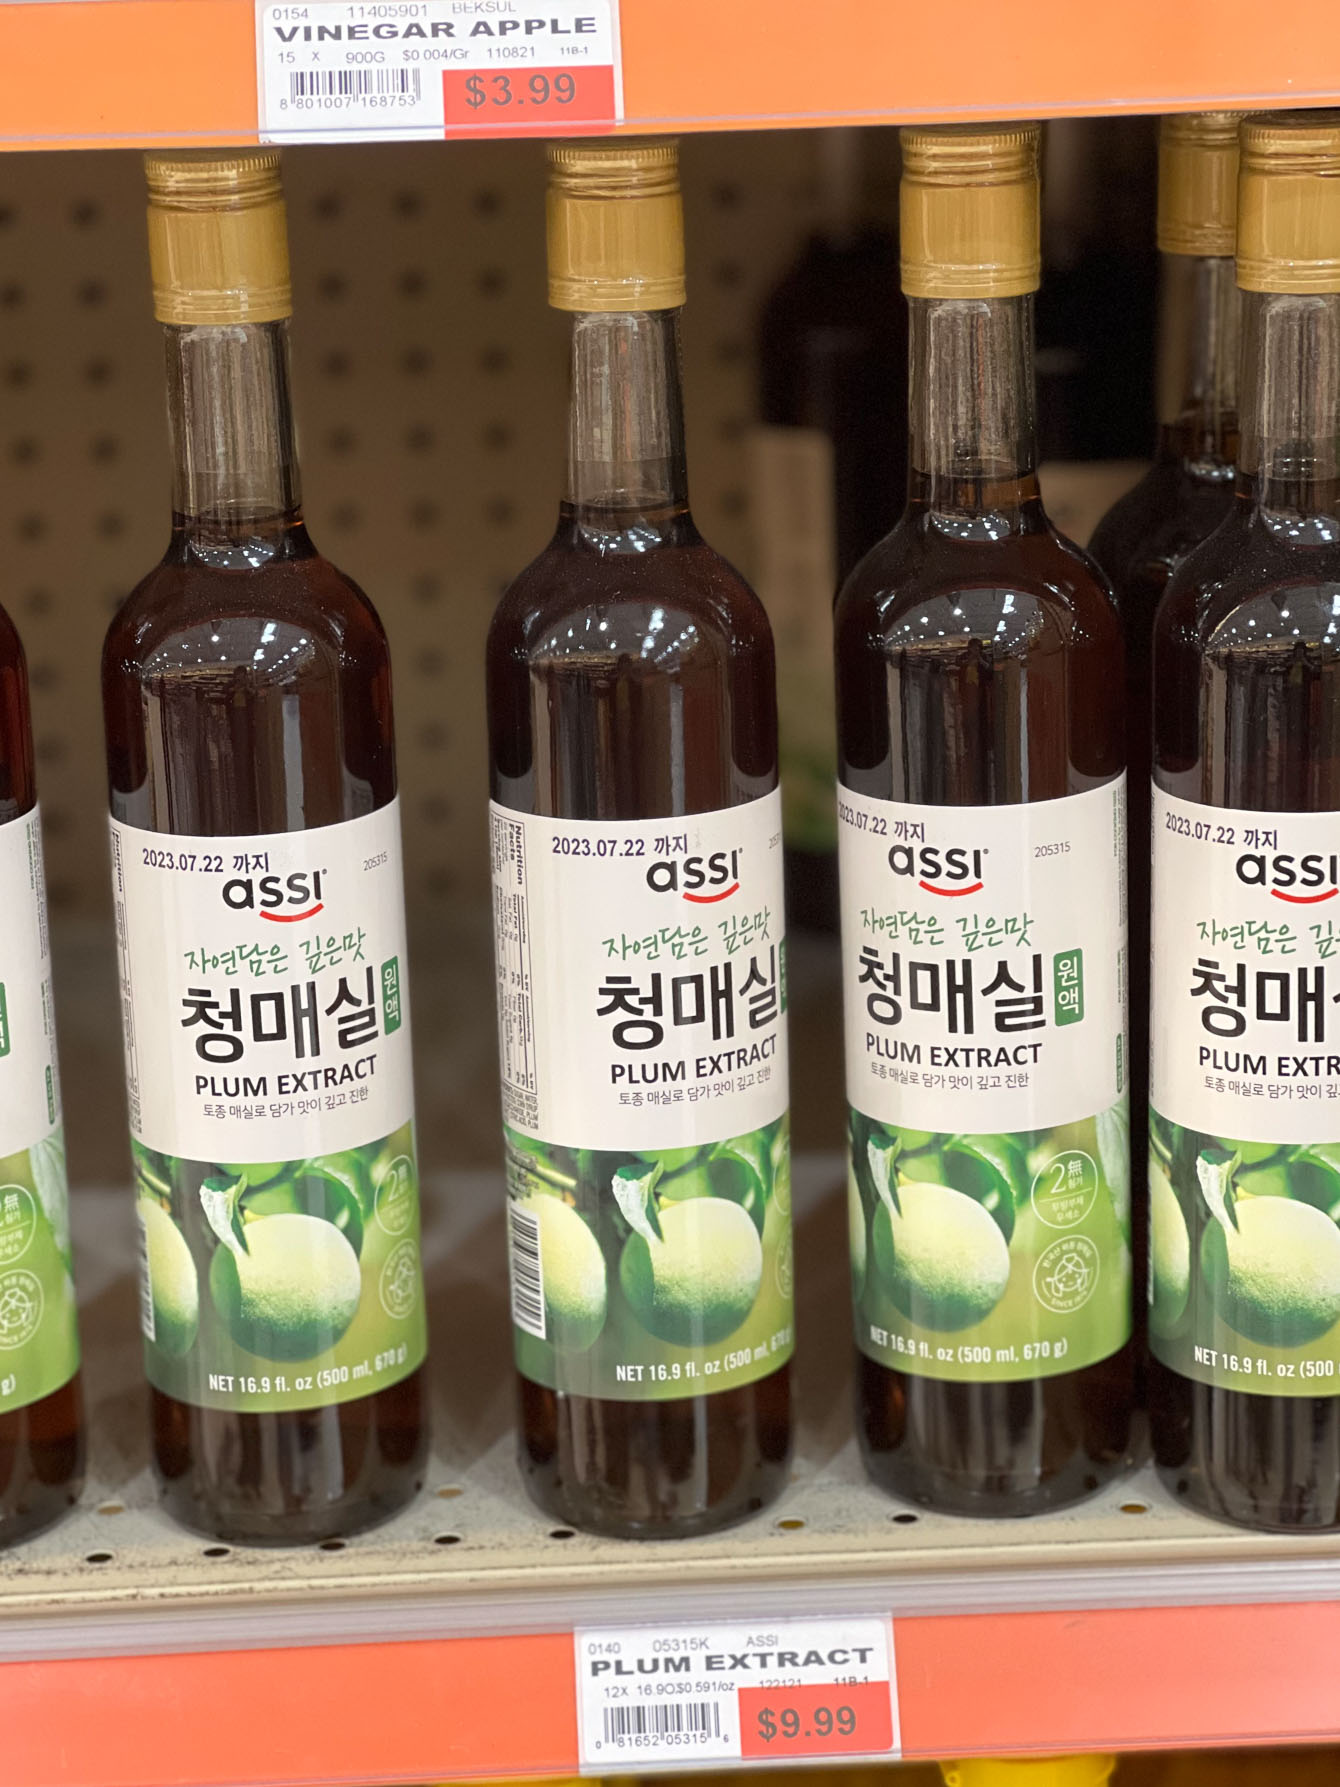 0154 11405901 BEKSUL
VINEGAR APPLE
15 X 900G $0 004/Gr 110821 11B-1
8 801007 168753
$3.99
2023.07.22 까지
205315
assi
자연담은 깊은맛
청매실
원액
PLUM EXTRACT
토종 매실로 담가 맛이 깊고 진한
NET 16.9 fl. oz (500 ml, 670 g)
Nutrition
Facts
2023.07.22 까지
assi
자연담은 깊은맛
청매실
PLUM EXTRACT
토종 매실로 담가 맛이 깊고 진한
NET 16.9 fl. oz (500 ml, 670 g)
2023.07.22 까지
205315
assi
자연담은 깊은맛
청매실
원액
PLUM EXTRACT
토종 매실로 담가 맛이 깊고 진한
2無
첨가
NET 16.9 fl. oz (500 ml, 670 g)
2023.07.22 까지
assi
자연담은
청매
PLUM EXTR
토종 매실로 담가 맛이 깊고
NET 16.9 fl. oz (500
0140 05315K ASSI
PLUM EXTRACT
12X 16.9O$0.591/oz 122121 11B-1
0 81652 05315 6
$9.99